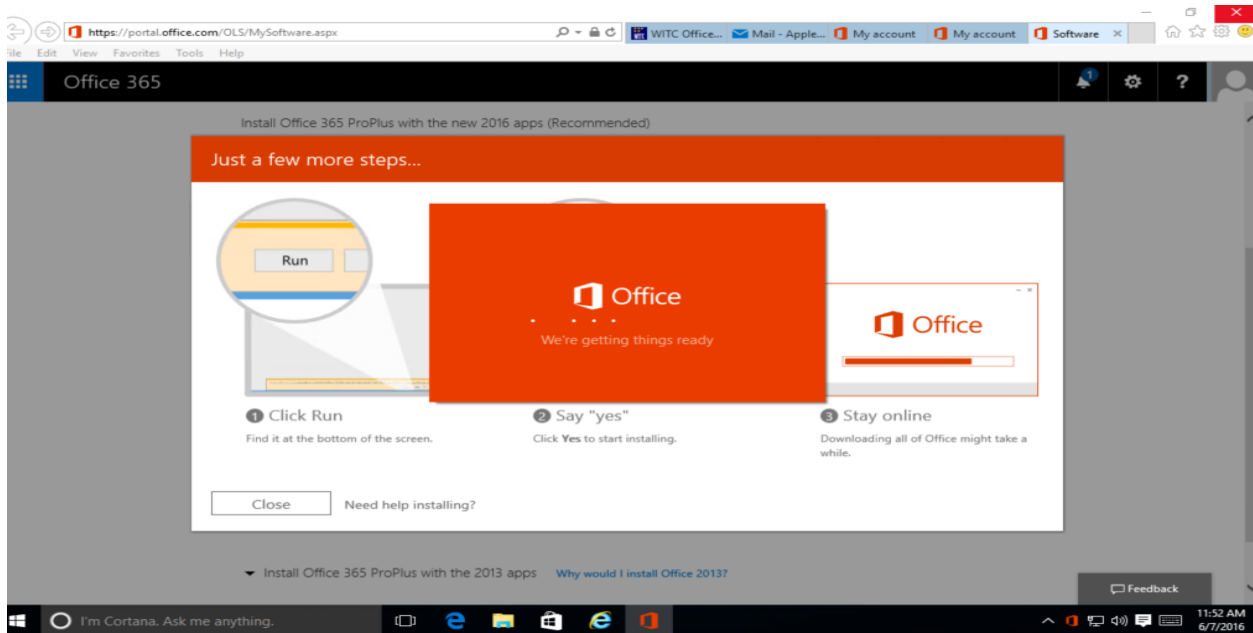 https://portal.office.com/OLS/MySoftware.aspx
WITC Office...
Mail - Apple...
My account
My account
Software
File Edit View Favorites Tools Help
Office 365
1
?
Install Office 365 ProPlus with the new 2016 apps (Recommended)
Just a few more steps...
Run
Office
We're getting things ready
Office
1 Click Run
Find it at the bottom of the screen.
2 Say "yes"
Click Yes to start installing.
3 Stay online
Downloading all of Office might take a
while.
Close
Need help installing?
Install Office 365 ProPlus with the 2013 apps Why would I install Office 2013?
Feedback
I'm Cortana. Ask me anything.
11:52 AM
6/7/2016